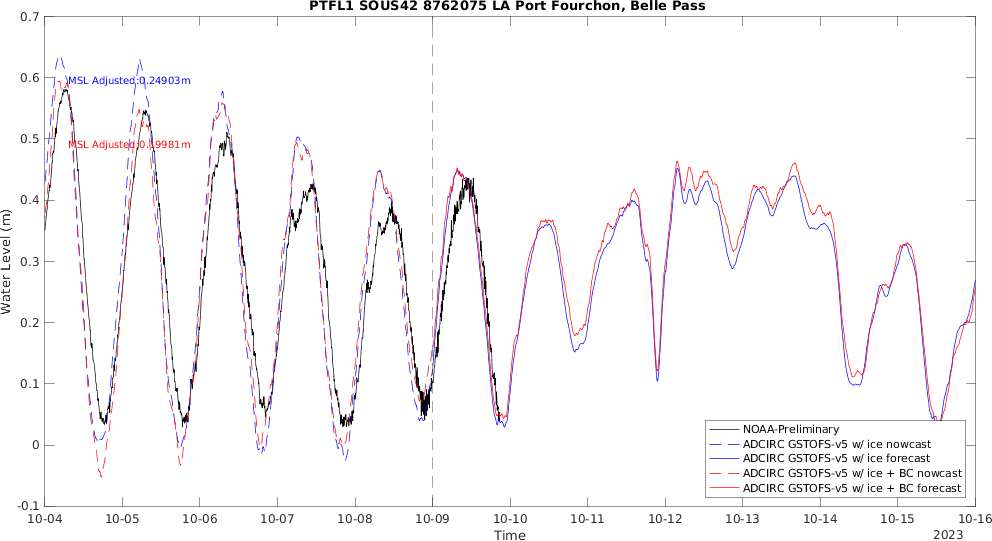 PTFL1 SOUS42 8762075 LA Port Fourchon, Belle Pass
0.7
0.6
0.5
0.4
0.3
0.2
0.1
0
-0.1
Water Level (m)
MSL Adjusted:0.24903m
MSL Adjusted:0.19981m
NOAA-Preliminary
ADCIRC GSTOFS-v5 w/ ice nowcast
ADCIRC GSTOFS-v5 w/ ice forecast
ADCIRC GSTOFS-v5 w/ ice + BC nowcast
ADCIRC GSTOFS-v5 w/ ice + BC forecast
10-04 10-05 10-06 10-07 10-08 10-09 10-10 10-11 10-12 10-13 10-14 10-15 10-16
Time
2023